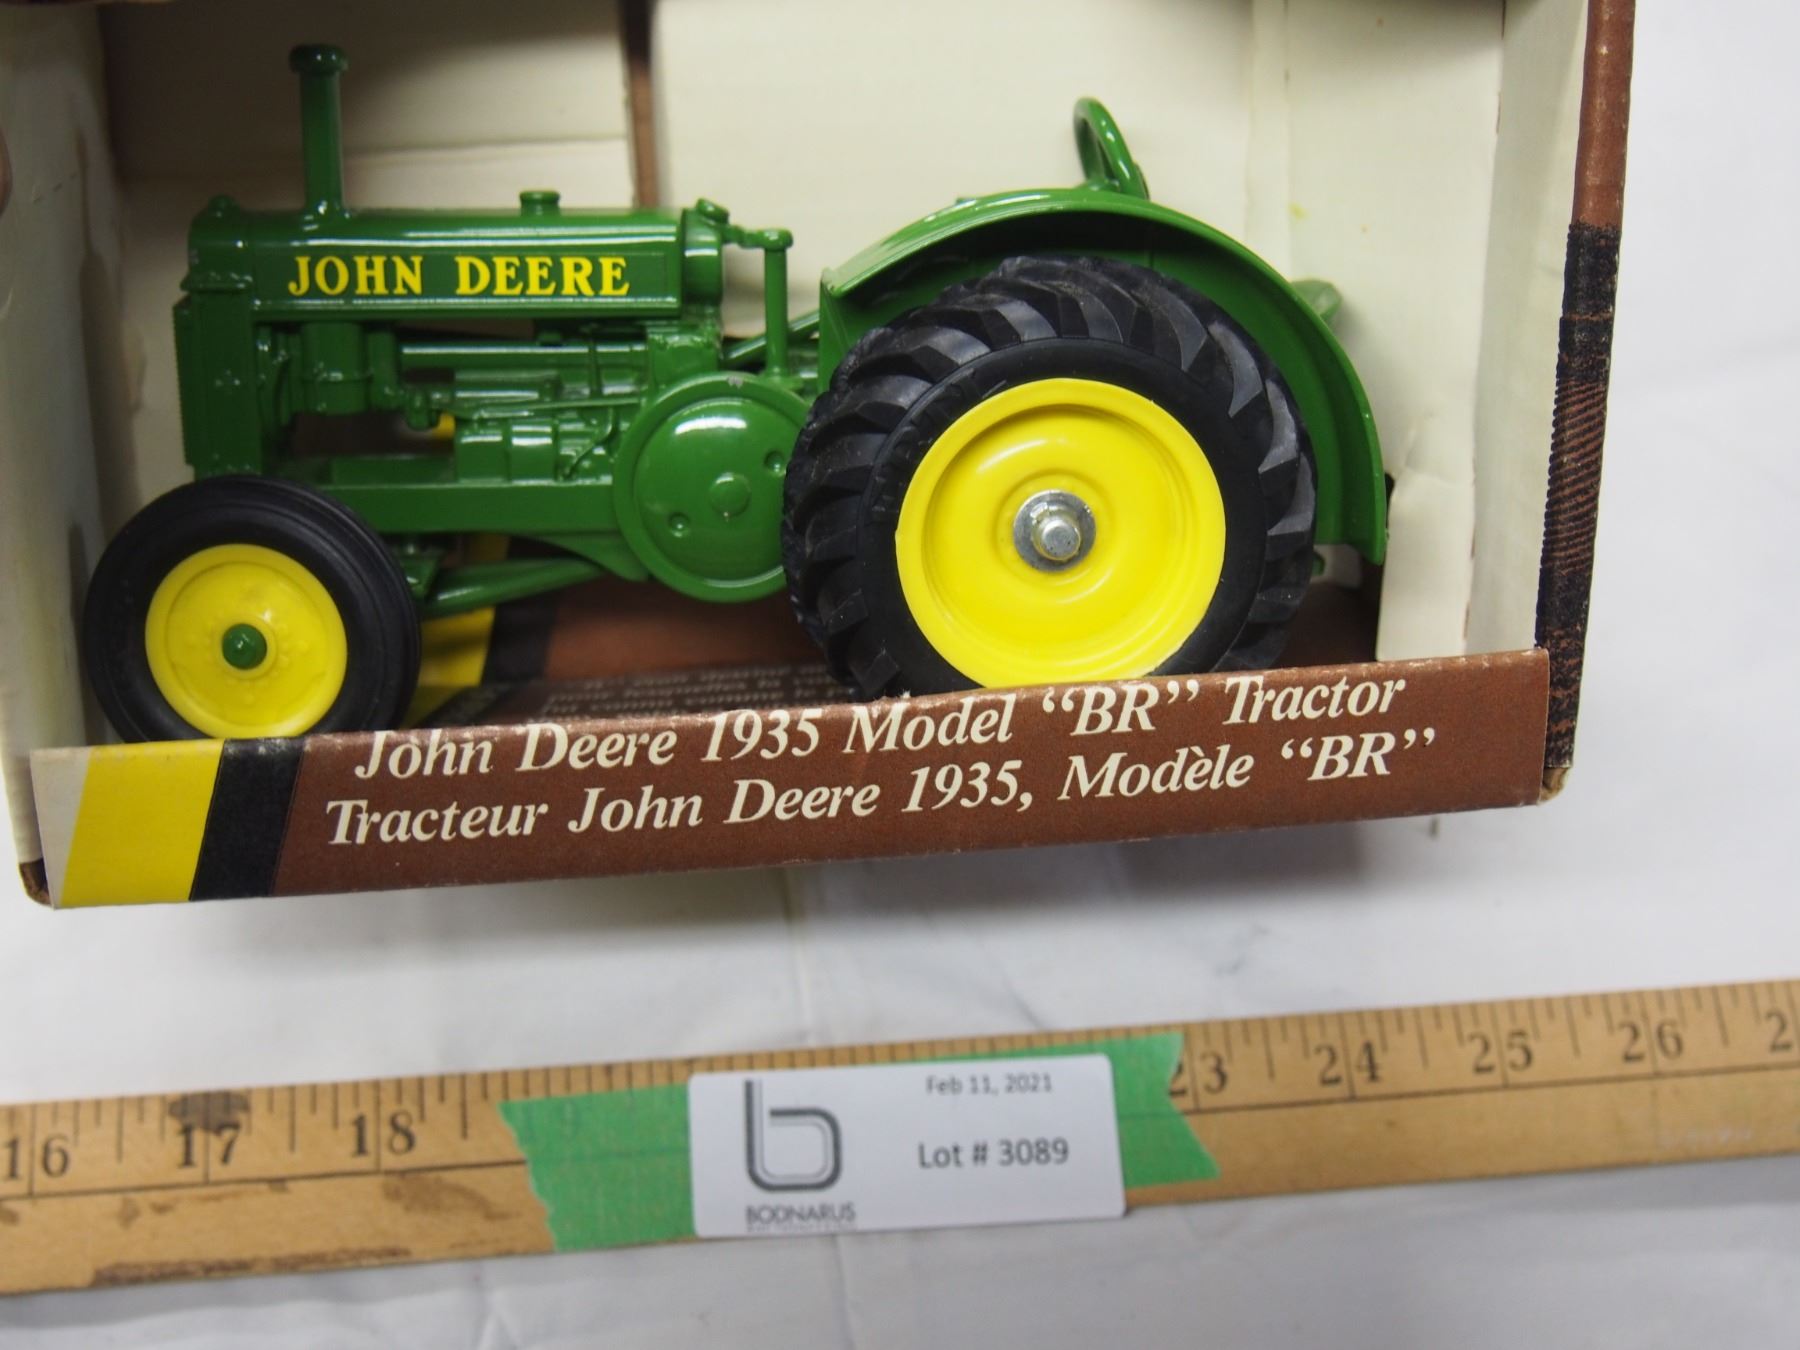 JOHN DEERE
John Deere 1935 Model “BR” Tractor
Tracteur John Deere 1935, Modèle “BR”
16 17 18 23 24 25 26 2
Feb 11, 2021
Lot # 3089
b
BODNARUS